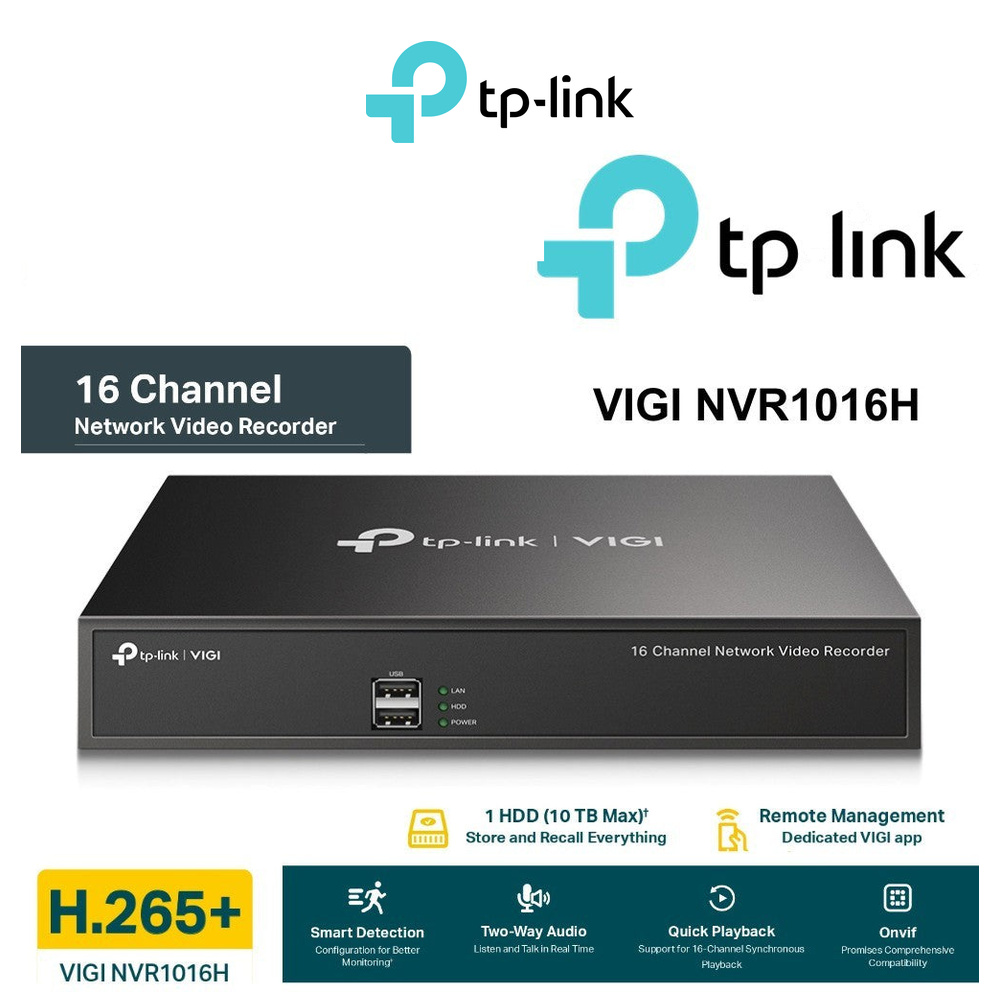 tp-link
tp link
16 Channel
Network Video Recorder
VIGI NVR1016H
tp-link | VIGI
tp-link | VIGI
16 Channel Network Video Recorder
USB
LAN
HDD
POWER
1 HDD (10 TB Max)†
Store and Recall Everything
Remote Management
Dedicated VIGI app
H.265+
VIGI NVR1016H
Smart Detection
Configuration for Better
Monitoring†
Two-Way Audio
Listen and Talk in Real Time
Quick Playback
Support for 16-Channel Synchronous
Playback
Onvif
Promises Comprehensive
Compatibility